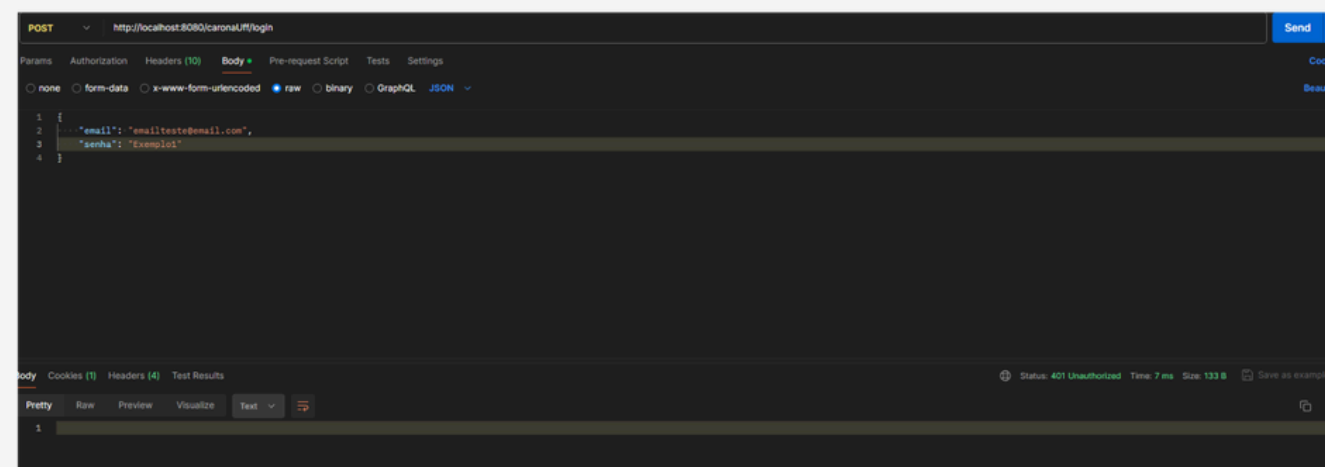 POST http://localhost:8080/caronaUff/login Send
Params Authorization Headers (10) Body Pre-request Script Tests Settings
none form-data x-www-form-urlencoded raw binary GraphQL JSON
1 {
2 "email": "emailteste@email.com",
3 "senha": "Exemplo1"
4 }
Body Cookies (1) Headers (4) Test Results Status: 401 Unauthorized Time: 7 ms Size: 133 B Save as
Pretty Raw Preview Visualize Text
1